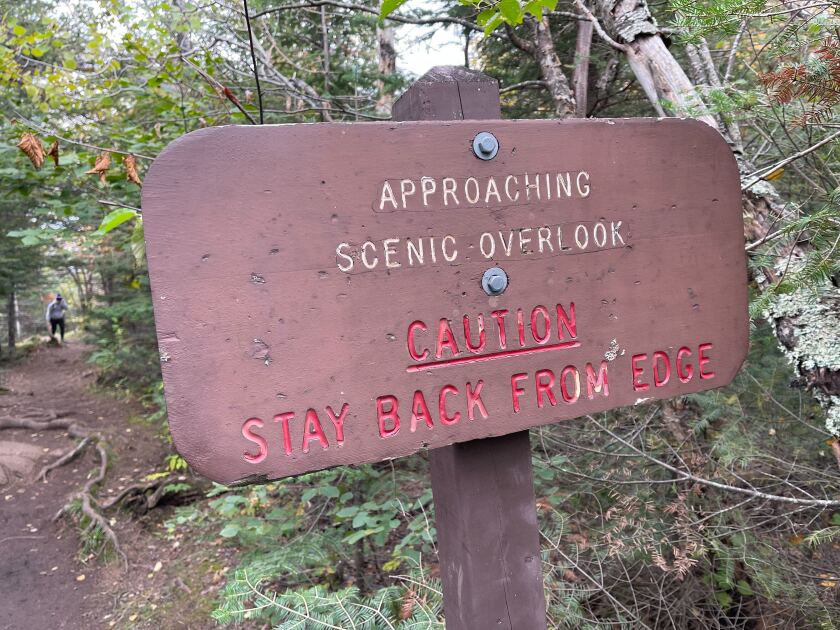 APPROACHING
SCENIC OVERLOOK
CAUTION
STAY BACK FROM EDGE